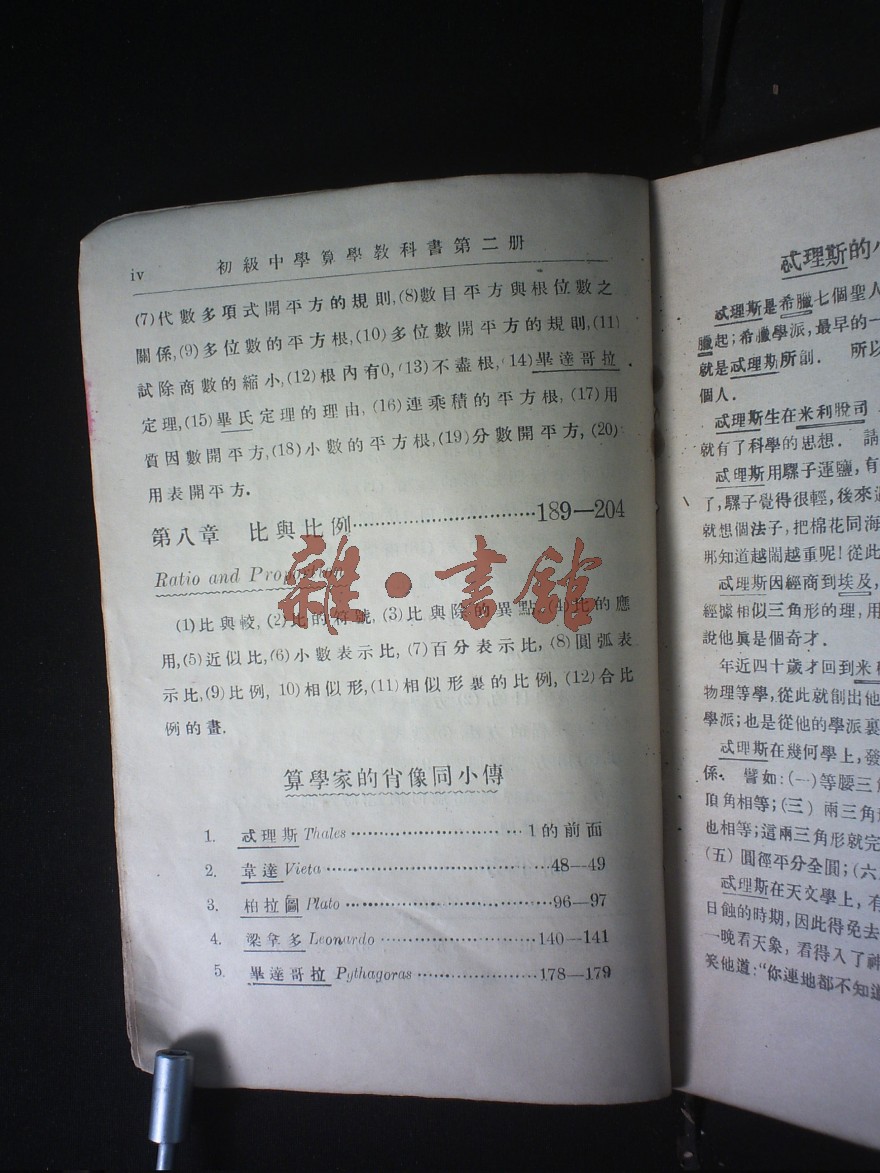 iv 初級中學算學教科書第二册
(7)代數多項式開平方的規則,(8)數目平方與根位數之
關係,(9)多位數的平方根,(10)多位數開平方的規則,(11)
試除商數的縮小,(12)根內有0,(13)不盡根,(14)畢達哥拉
定理,(15)畢氏定理的理由,(16)連乘積的平方根,(17)用
質因數開平方,(18)小數的平方根,(19)分數開平方,(20)
用表開平方.
第八章 比與比例……………………………189—204
Ratio and Proportion
雜·書館
(1)比與較,(2)比的符號,(3)比與除的異點,(4)比的應
用,(5)近似比,(6)小數表示比,(7)百分表示比,(8)圓弧表
示比,(9)比例, 10)相似形,(11)相似形裏的比例,(12)合比
例的畫.
算學家的肖像同小傳
1. 忒理斯 Thales……………………1的前面
2. 韋達 Vieta……………………48—49
3. 柏拉圖 Plato……………………96—97
4. 梁拿多 Leonardo……………………140—141
5. 畢達哥拉 Pythagoras……………………178—179
忒理斯的小
忒理斯是希臘七個聖人
臘起;希臘學派,最早的一
就是忒理斯所創. 所以
個人.
忒理斯生在米利脫司.
就有了科學的思想. 請
忒理斯用騾子運鹽,有
了,騾子覺得很輕,後來過
就想個法子,把棉花同海
那知道越鬧越重呢!從此
忒理斯因經商到埃及,
經據相似三角形的理,用
說他眞是個奇才.
年近四十歲才回到米
物理等學,從此就創出他
學派;也是從他的學派裏
忒理斯在幾何學上,發
係. 譬如:(一)等腰三角
頂角相等;(三)兩三角形
也相等;這兩三角形就完
(五)圓徑平分全圓;(六
忒理斯在天文學上,有
日蝕的時期,因此得免去
一晚看天象,看得入了神
笑他道:“你連地都不知道